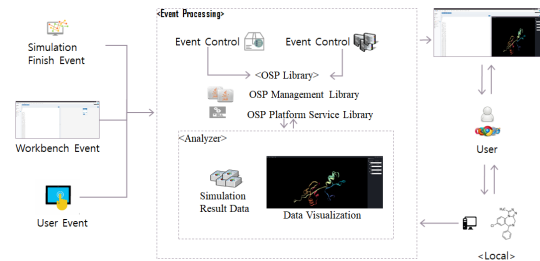 <Event Processing>
Simulation
Finish Event
Event Control
Event Control
<OSP Library>
OSP Management Library
OSP Platform Service Library
Workbench Event
<Analyzer>
User
Simulation
Result Data
Data Visualization
User Event
<Local>